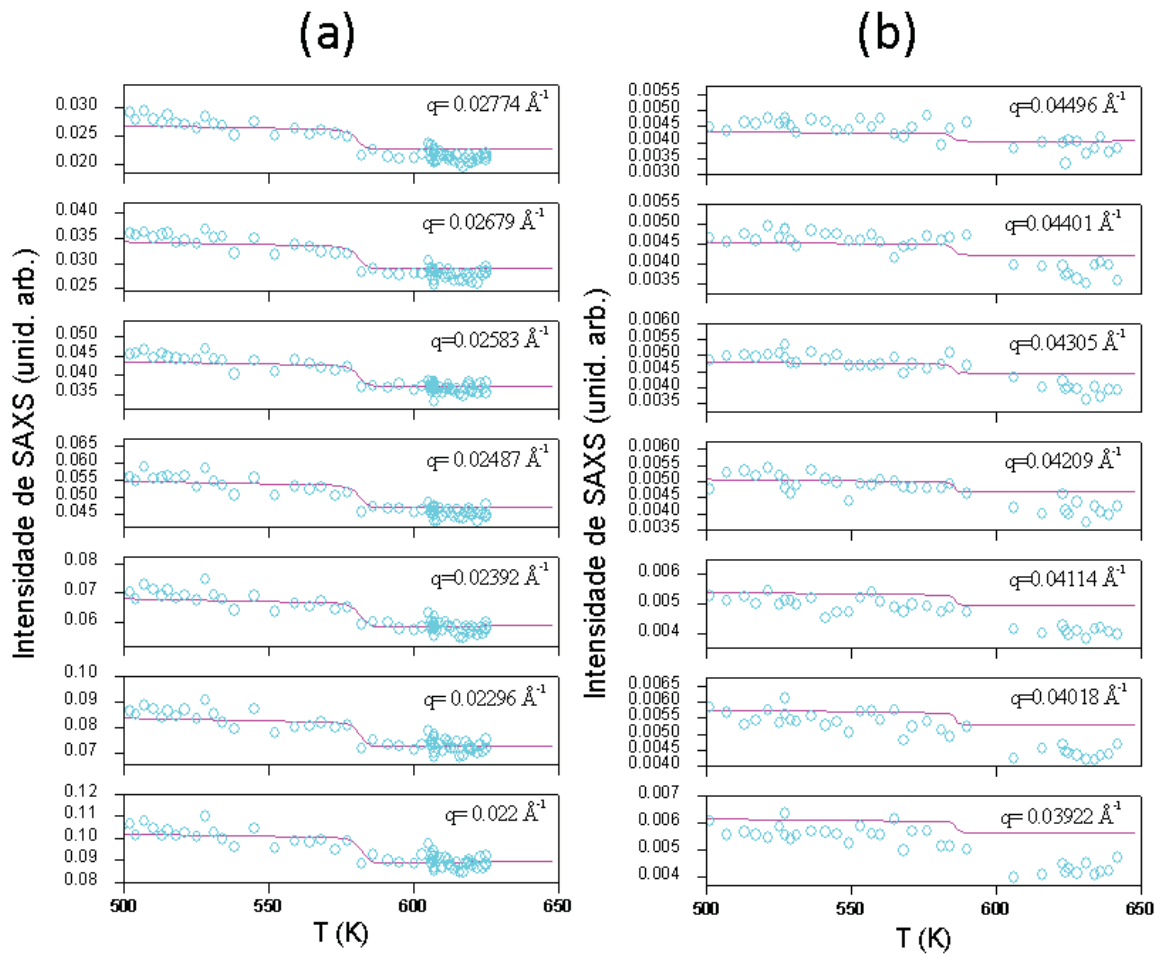 (a)
(b)
Intensidade de SAXS (unid. arb.)
0.030
0.025
0.020
q= 0.02774 Å-1
0.040
0.035
0.030
0.025
q= 0.02679 Å-1
0.050
0.045
0.040
0.035
q=0.02583 Å-1
0.065
0.060
0.055
0.050
0.045
q= 0.02487 Å-1
0.08
0.07
0.06
q= 0.02392 Å-1
0.10
0.09
0.08
0.07
q= 0.02296 Å-1
0.12
0.11
0.10
0.09
0.08
q= 0.022 Å-1
500 550 600 650
T (K)
Intensidade de SAXS (unid. arb.)
0.0055
0.0050
0.0045
0.0040
0.0035
0.0030
q=0.04496 Å-1
0.0055
0.0050
0.0045
0.0040
0.0035
q=0.04401 Å-1
0.0060
0.0055
0.0050
0.0045
0.0040
0.0035
q=0.04305 Å-1
0.0060
0.0055
0.0050
0.0045
0.0040
0.0035
q=0.04209 Å-1
0.006
0.005
0.004
q=0.04114 Å-1
0.0065
0.0060
0.0055
0.0050
0.0045
0.0040
q=0.04018 Å-1
0.007
0.006
0.005
0.004
q=0.03922 Å-1
500 550 600 650
T (K)